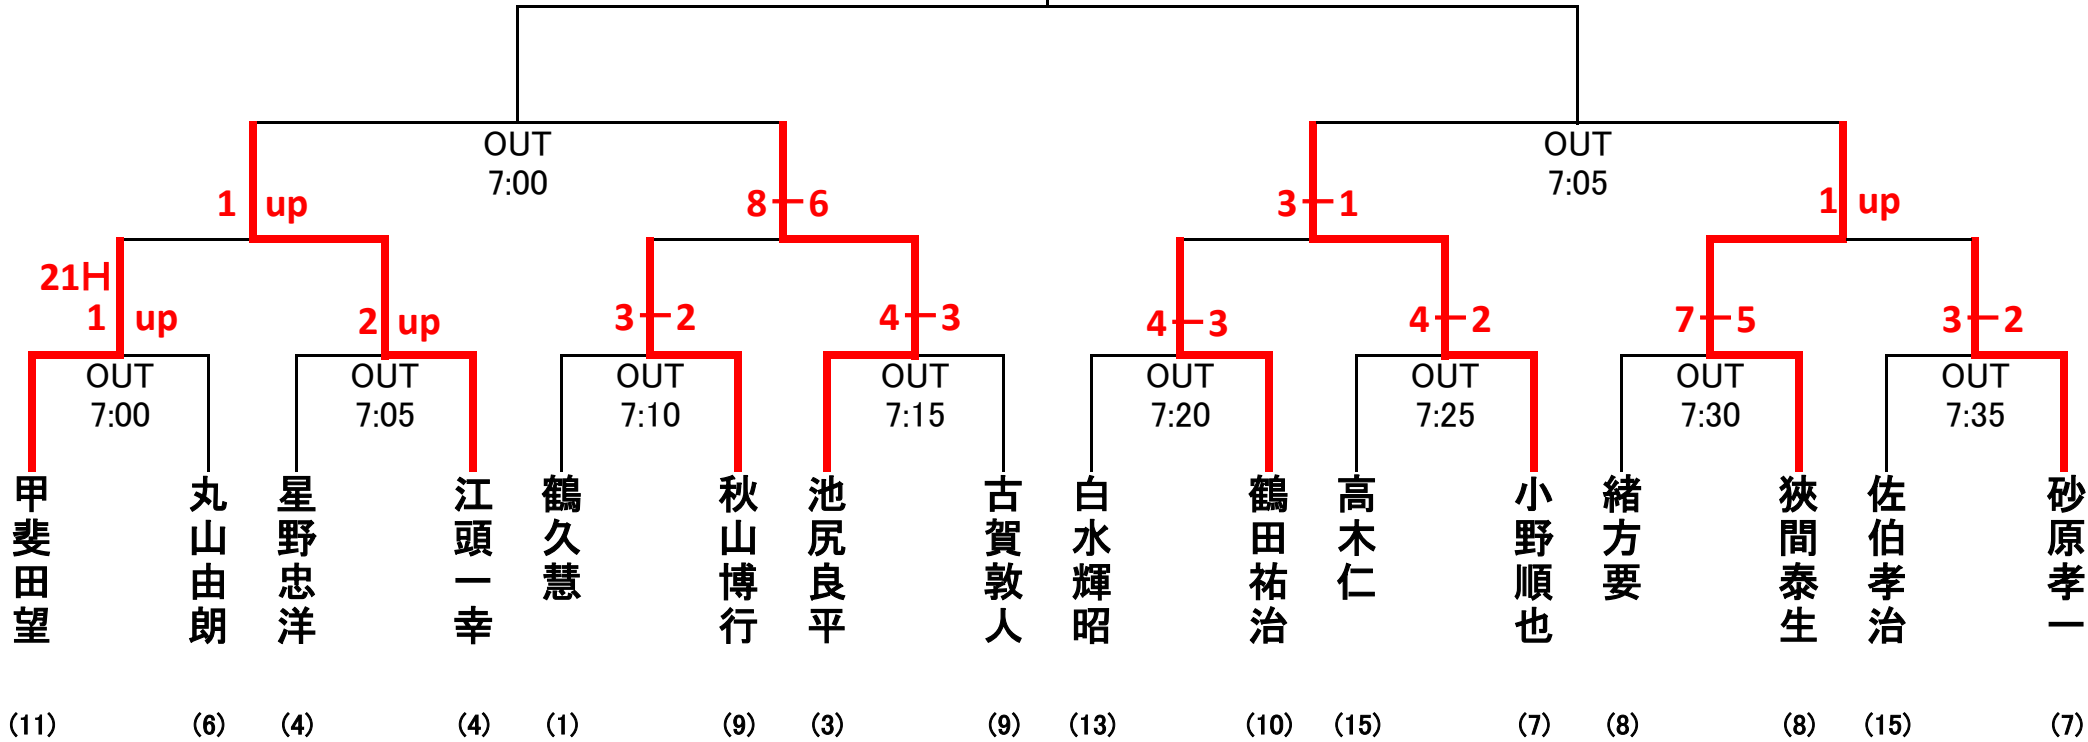 OUT
7:00
OUT
7:05
1 up
8-6
3-1
1 up
21H
1 up
2 up
3-2
4-3
4-3
4-2
7-5
3-2
OUT
7:00
OUT
7:05
OUT
7:10
OUT
7:15
OUT
7:20
OUT
7:25
OUT
7:30
OUT
7:35
甲斐田望
丸山由朗
星野忠洋
江頭一幸
鶴久慧
秋山博行
池尻良平
古賀敦人
白水輝昭
鶴田祐治
高木仁
小野順也
緒方要
狹間泰生
佐伯孝治
砂原孝一
(11)
(6)
(4)
(4)
(1)
(9)
(3)
(9)
(13)
(10)
(15)
(7)
(8)
(8)
(15)
(7)